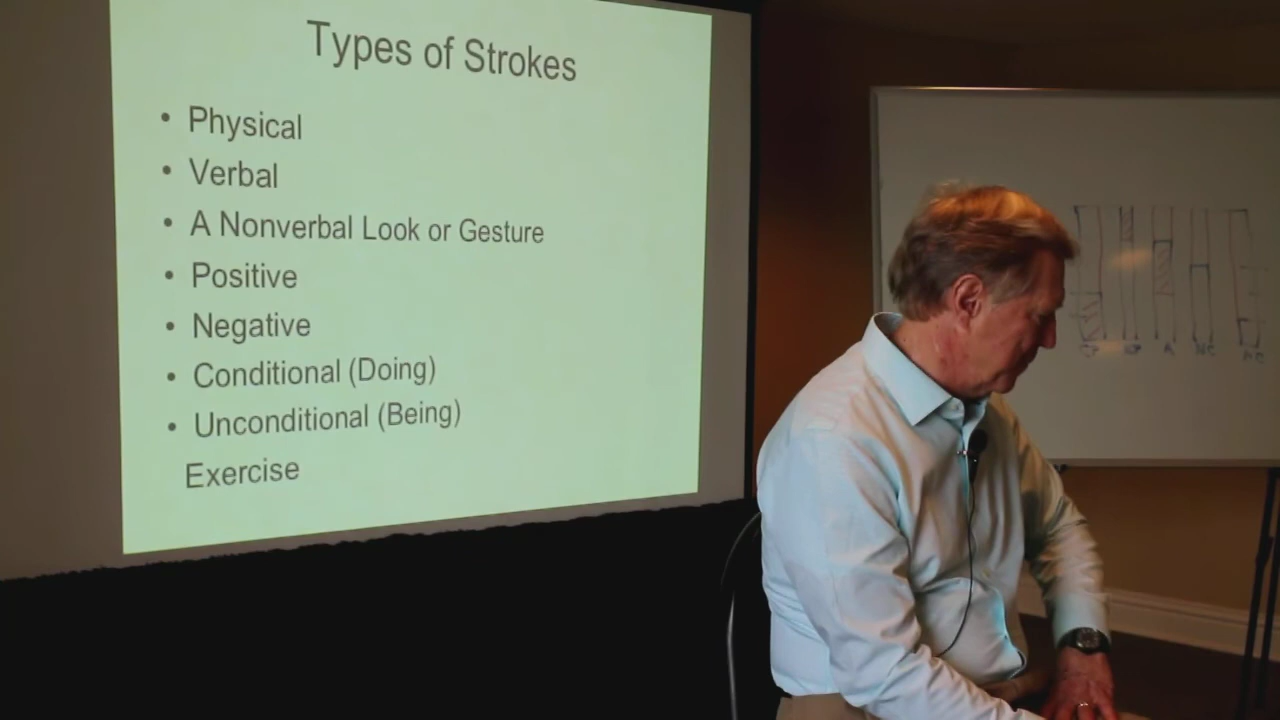 Types of Strokes
• Physical
• Verbal
• A Nonverbal Look or Gesture
• Positive
• Negative
• Conditional (Doing)
• Unconditional (Being)
Exercise
A